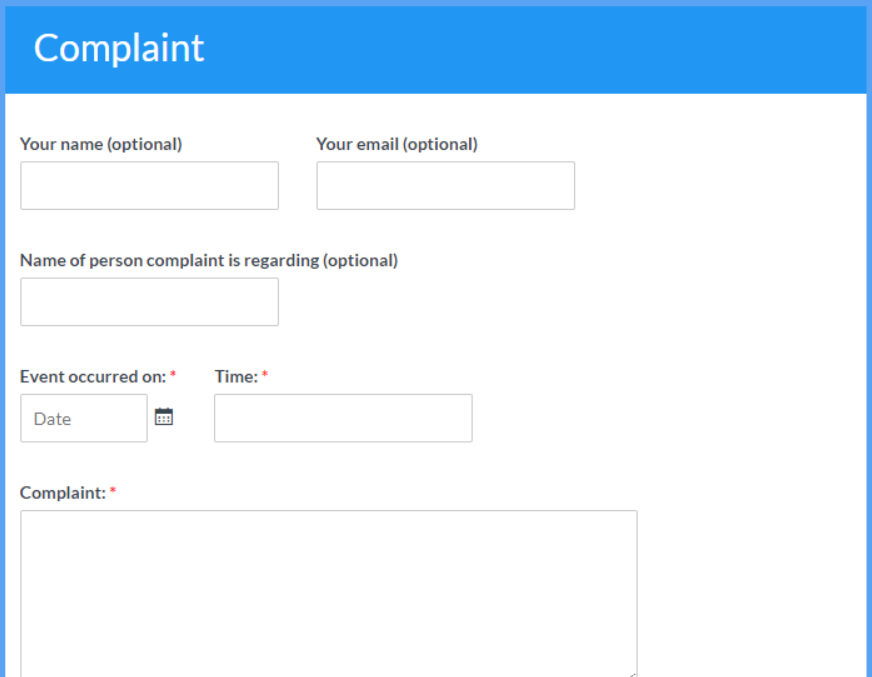 Complaint
Your name (optional) Your email (optional)
Name of person complaint is regarding (optional)
Event occurred on: * Time: *
Date
Complaint: *